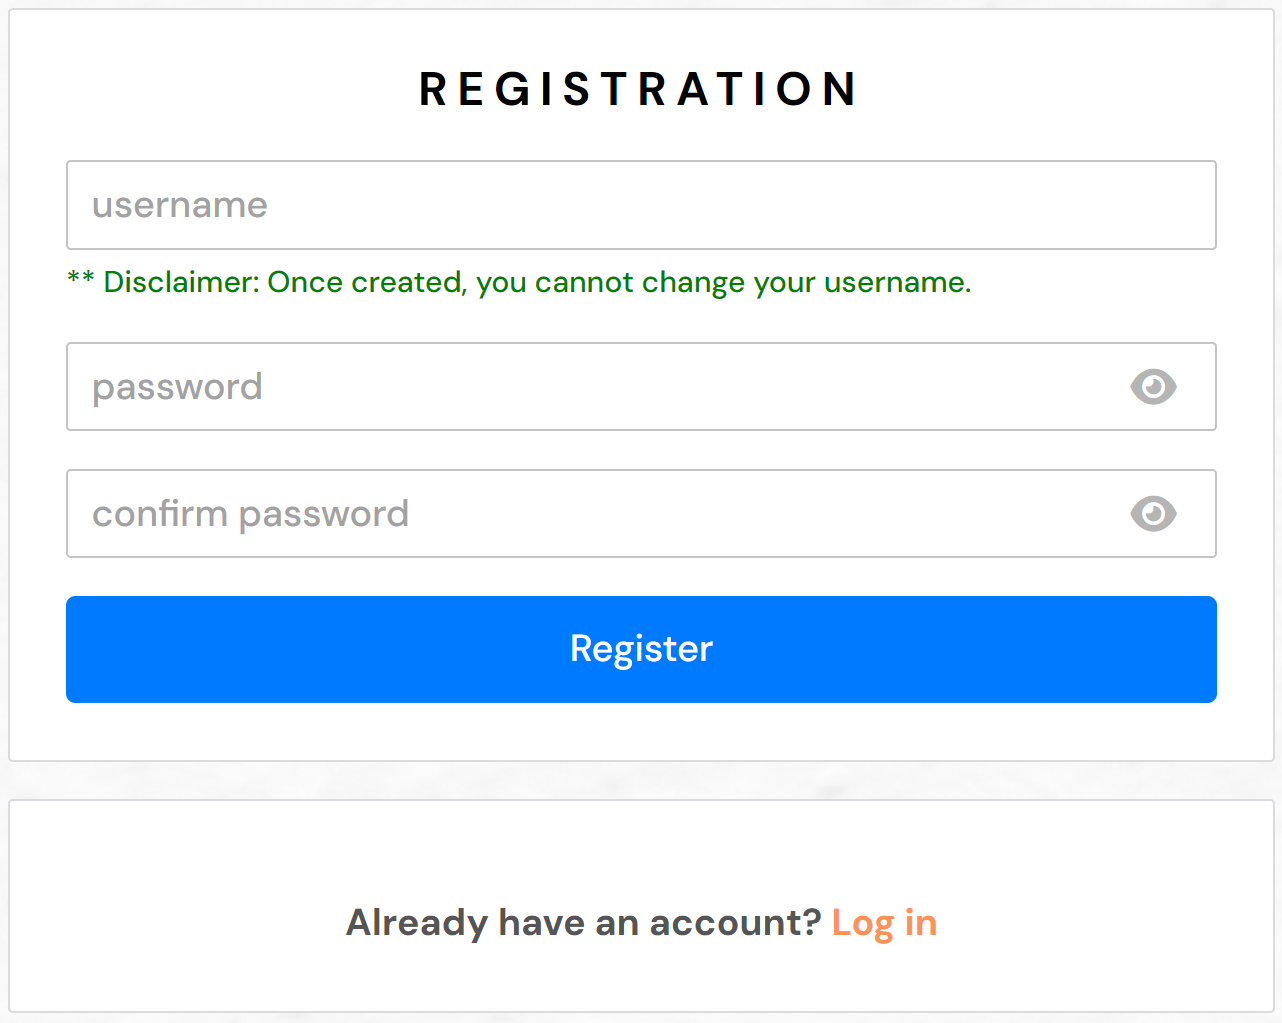 REGISTRATION
username
** Disclaimer: Once created, you cannot change your username.
password
confirm password
Register
Already have an account? Log in